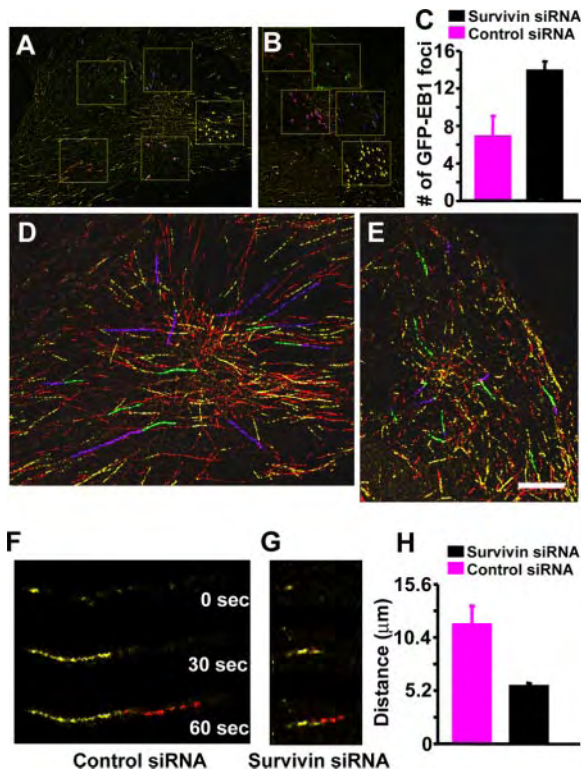 A
B
C
Survivin siRNA
Control siRNA
# of GFP-EB1 foci
16
12
8
4
0
D
E
F
0 sec
30 sec
60 sec
Control siRNA
G
Survivin siRNA
H
Survivin siRNA
Control siRNA
Distance (μm)
15.6
10.4
5.2
0